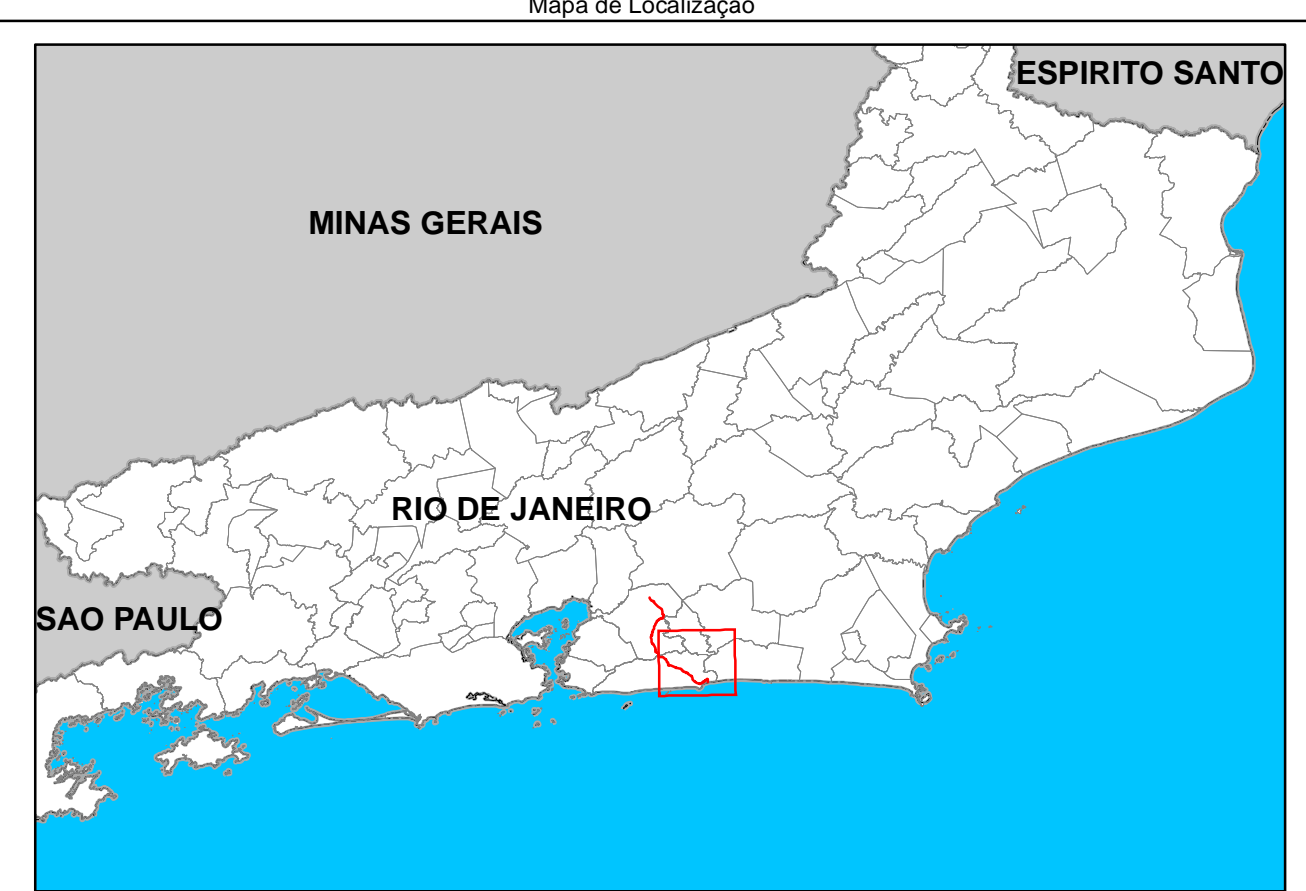 Mapa de Localização
ESPIRITO SANTO
MINAS GERAIS
RIO DE JANEIRO
SAO PAULO